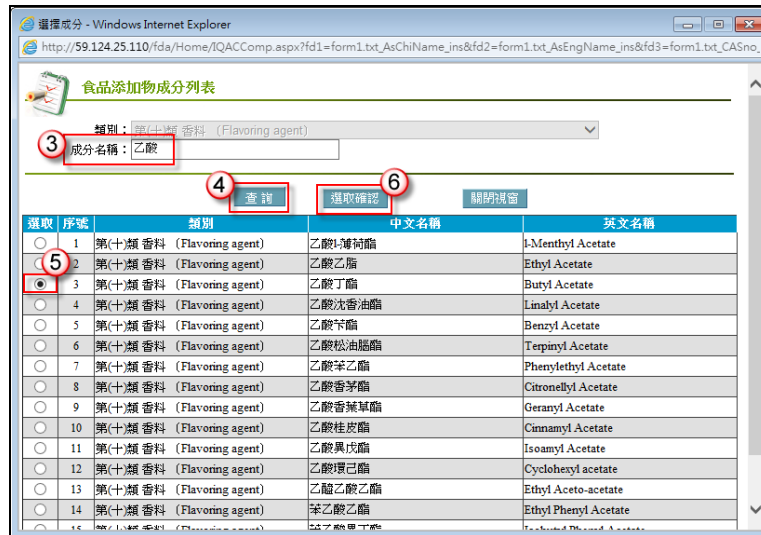 選擇成分 - Windows Internet Explorer
http://59.124.25.110/fda/Home/IQACComp.aspx?fd1=form1.txt_AsChiName_ins&fd2=form1.txt_AsEngName_ins&fd3=form1.txt_CASno_
食品添加物成分列表
類別： 第(十)類 香料 （Flavoring agent）
3 成分名稱： 乙酸
4 查詢 6 選取確認 關閉視窗
選取 序號 類別 中文名稱 英文名稱
1 第(十)類 香料 （Flavoring agent） 乙酸l-薄荷酯 l-Menthyl Acetate
5 2 第(十)類 香料 （Flavoring agent） 乙酸乙脂 Ethyl Acetate
3 第(十)類 香料 （Flavoring agent） 乙酸丁酯 Butyl Acetate
4 第(十)類 香料 （Flavoring agent） 乙酸沈香油酯 Linalyl Acetate
5 第(十)類 香料 （Flavoring agent） 乙酸苄酯 Benzyl Acetate
6 第(十)類 香料 （Flavoring agent） 乙酸松油腦酯 Terpinyl Acetate
7 第(十)類 香料 （Flavoring agent） 乙酸苯乙酯 Phenylethyl Acetate
8 第(十)類 香料 （Flavoring agent） 乙酸香茅酯 Citronellyl Acetate
9 第(十)類 香料 （Flavoring agent） 乙酸香葉草酯 Geranyl Acetate
10 第(十)類 香料 （Flavoring agent） 乙酸桂皮酯 Cinnamyl Acetate
11 第(十)類 香料 （Flavoring agent） 乙酸異戊酯 Isoamyl Acetate
12 第(十)類 香料 （Flavoring agent） 乙酸環己酯 Cyclohexyl acetate
13 第(十)類 香料 （Flavoring agent） 乙醯乙酸乙酯 Ethyl Aceto-acetate
14 第(十)類 香料 （Flavoring agent） 苯乙酸乙酯 Ethyl Phenyl Acetate